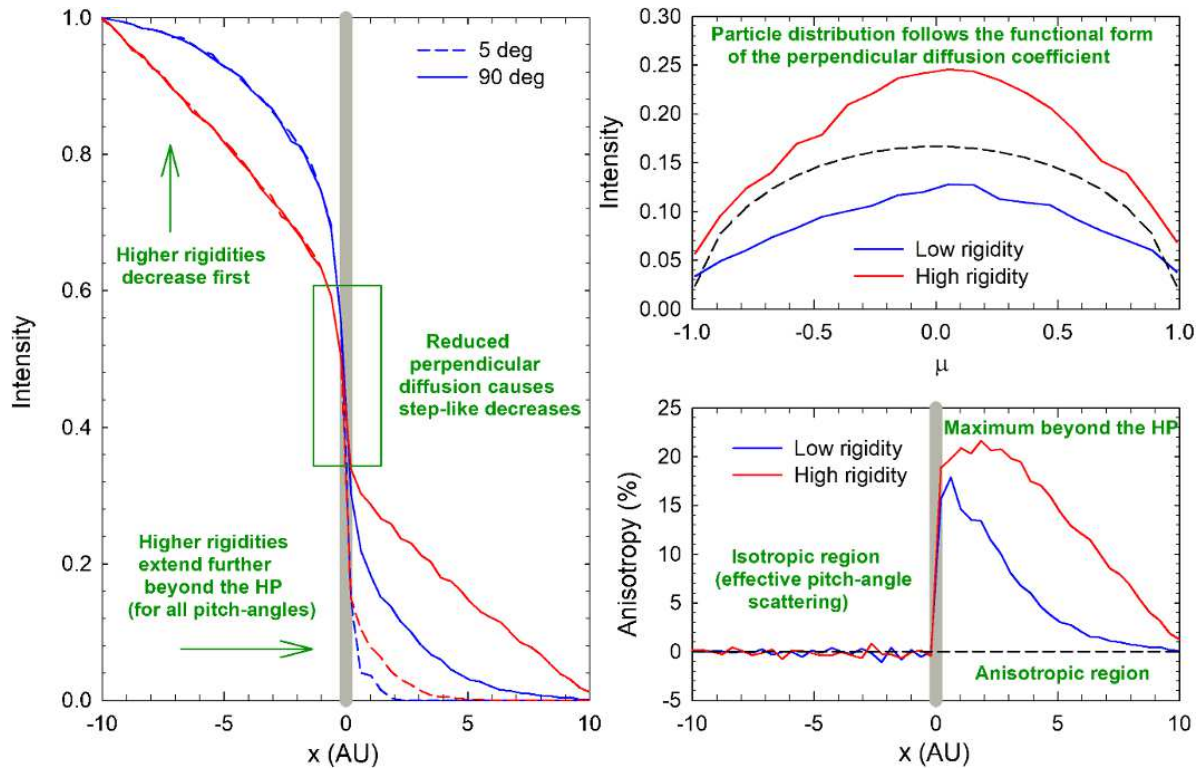 1.0
0.8
0.6
0.4
0.2
0.0
Intensity
-10
-5
0
5
10
x (AU)
5 deg
90 deg
Higher rigidities
decrease first
Reduced
perpendicular
diffusion causes
step-like decreases
Higher rigidities
extend further
beyond the HP
(for all pitch-angles)
0.30
0.25
0.20
0.15
0.10
0.05
0.00
Intensity
Particle distribution follows the functional form
of the perpendicular diffusion coefficient
Low rigidity
High rigidity
-1.0
-0.5
0.0
0.5
1.0
μ
25
20
15
10
5
0
-5
Anisotropy (%)
Low rigidity
High rigidity
Maximum beyond the HP
Isotropic region
(effective pitch-angle
scattering)
Anisotropic region
-10
-5
0
5
10
x (AU)